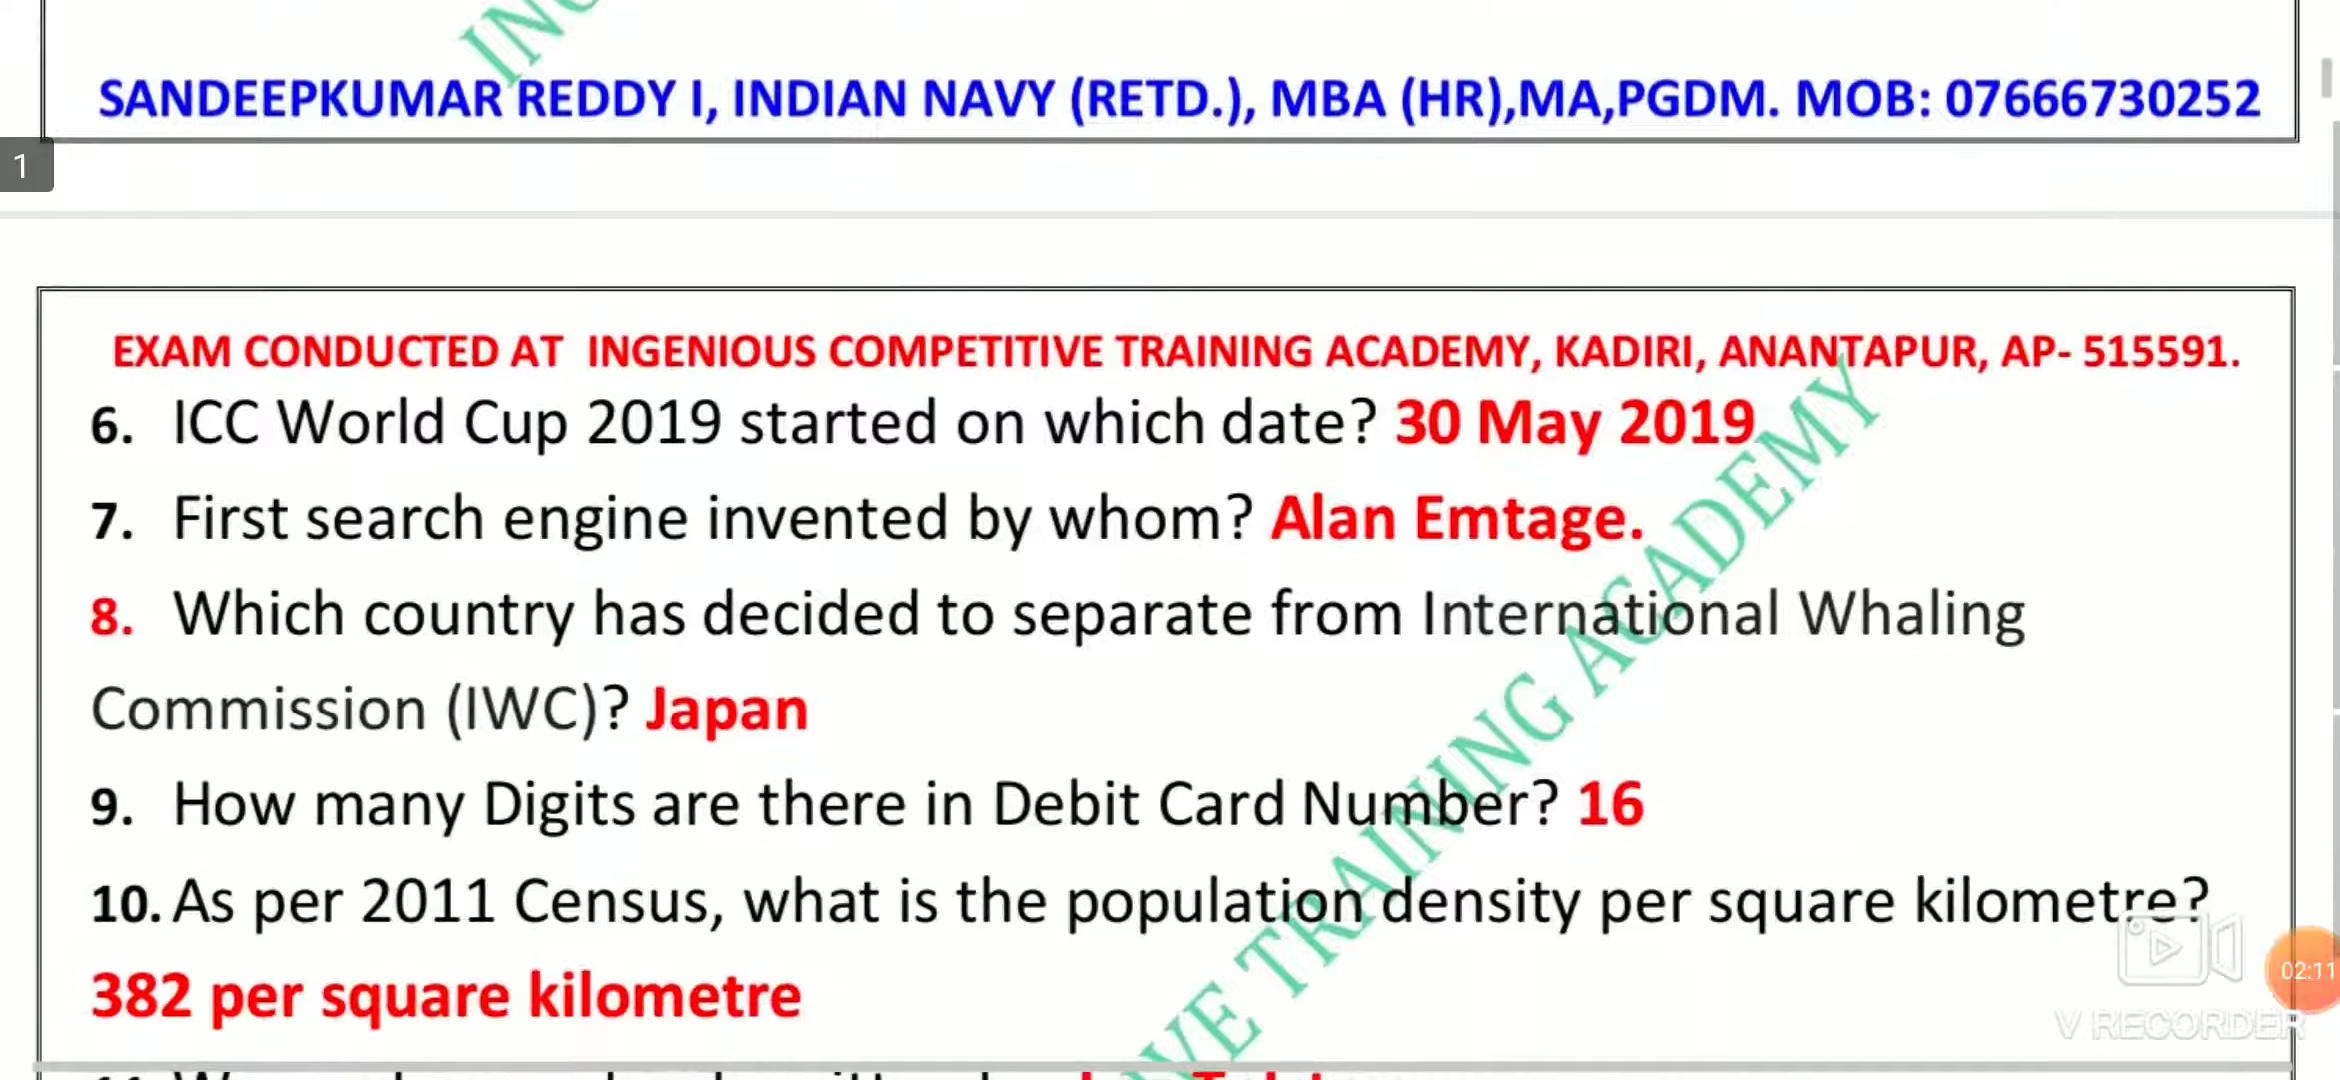 SANDEEPKUMAR REDDY I, INDIAN NAVY (RETD.), MBA (HR),MA,PGDM. MOB: 07666730252
1
EXAM CONDUCTED AT INGENIOUS COMPETITIVE TRAINING ACADEMY, KADIRI, ANANTAPUR, AP- 515591.
6. ICC World Cup 2019 started on which date? 30 May 2019
7. First search engine invented by whom? Alan Emtage.
8. Which country has decided to separate from International Whaling
Commission (IWC)? Japan
9. How many Digits are there in Debit Card Number? 16
10. As per 2011 Census, what is the population density per square kilometre?
382 per square kilometre
VE TRAINING ACADEMY
02:11
V RECORDER